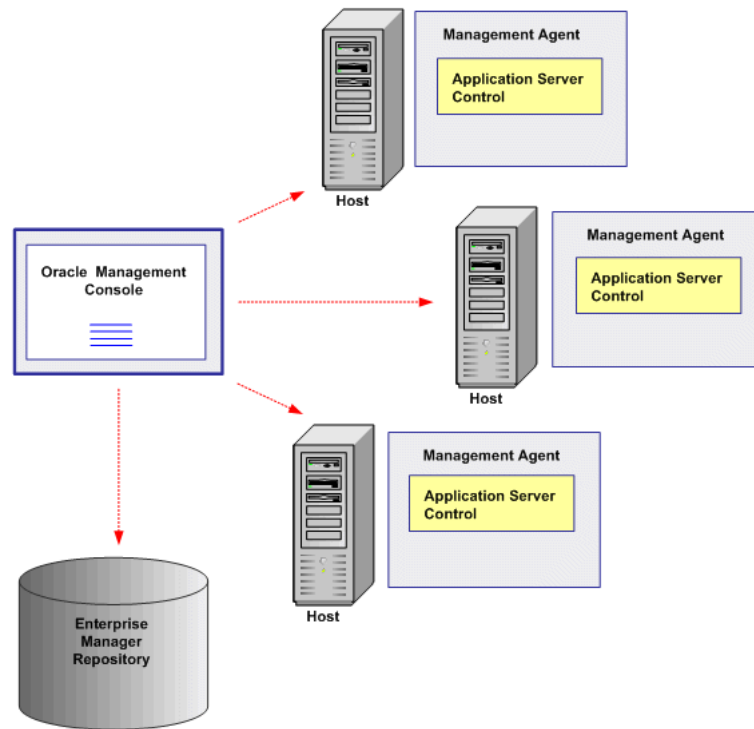 Management Agent
Application Server
Control
Host
Management Agent
Application Server
Control
Host
Oracle Management
Console
Management Agent
Application Server
Control
Host
Enterprise
Manager
Repository